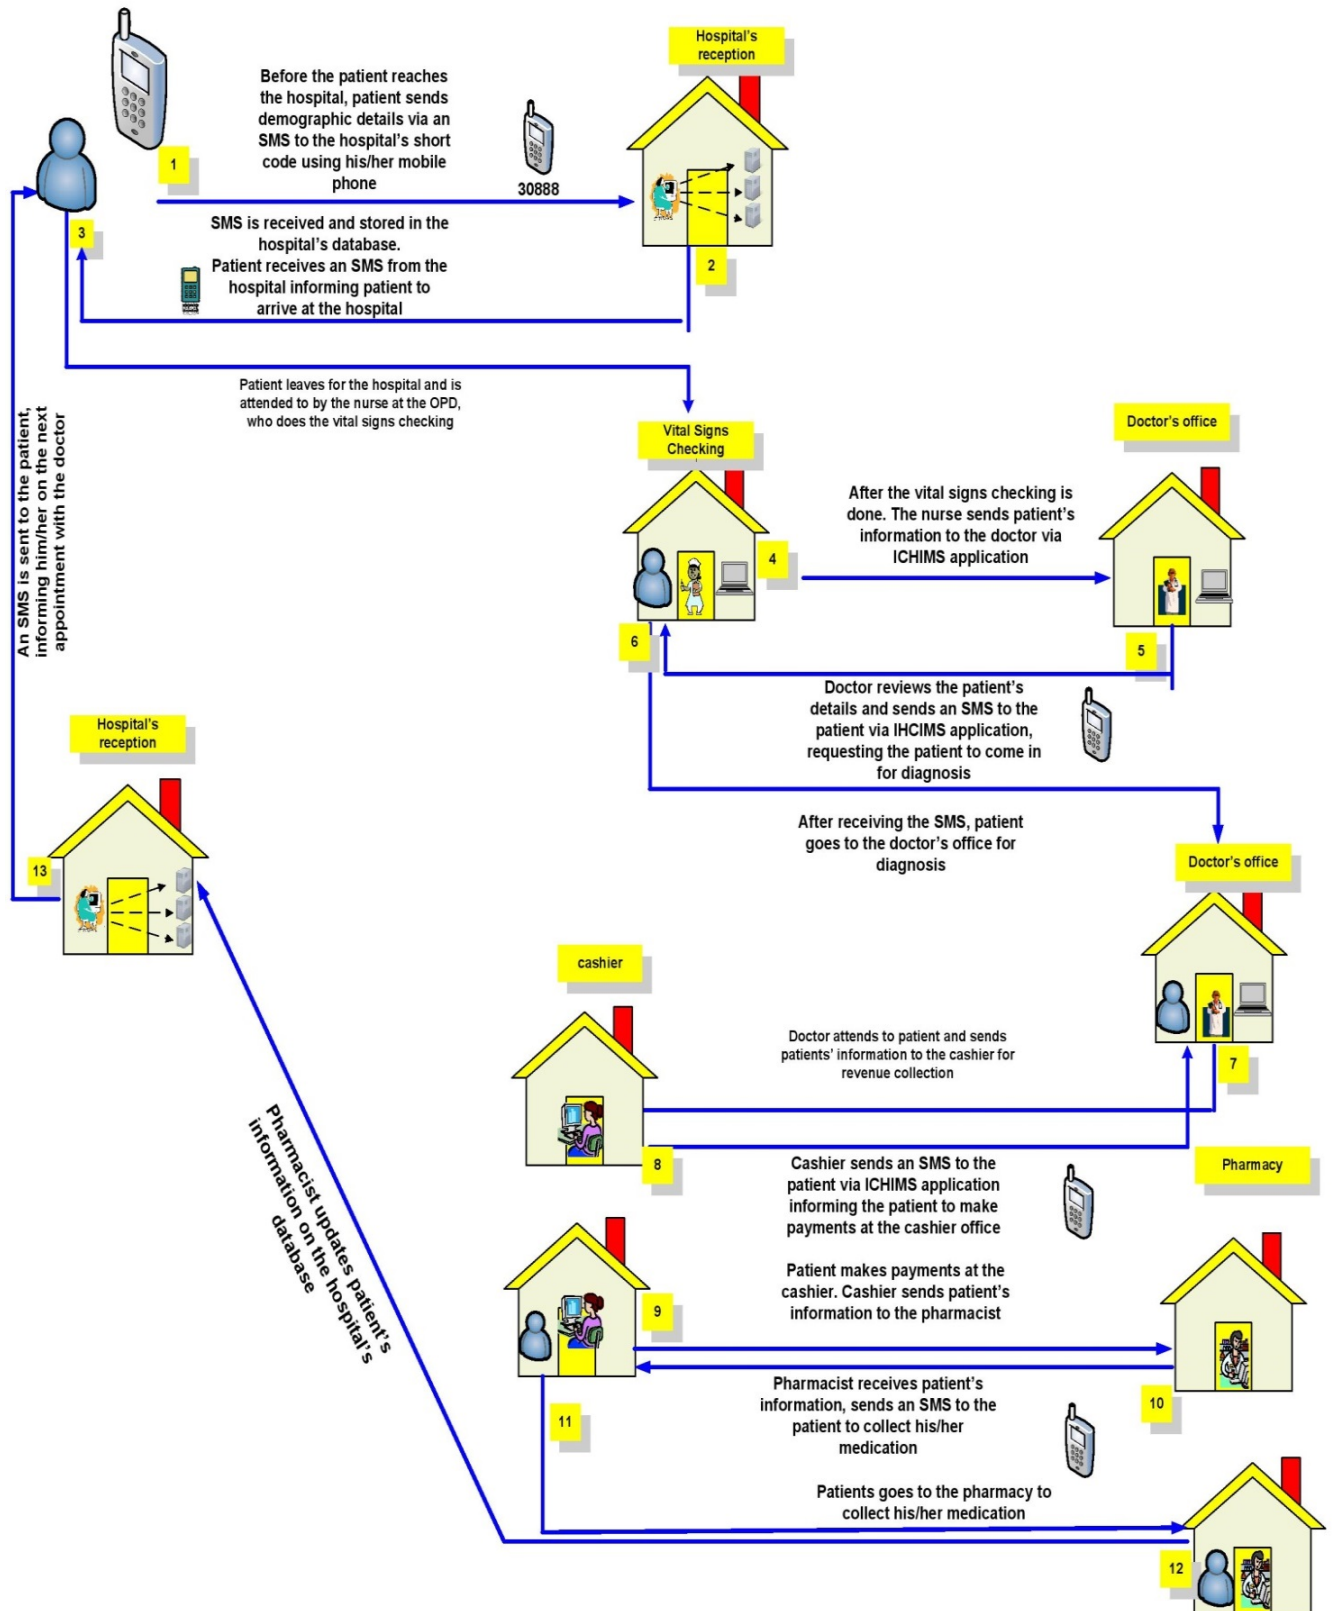 Hospital's
reception
Before the patient reaches
the hospital, patient sends
demographic details via an
SMS to the hospital's short
code using his/her mobile
phone
1
30888
SMS is received and stored in the
hospital's database.
Patient receives an SMS from the
hospital informing patient to
arrive at the hospital
3
2
Patient leaves for the hospital and is
attended to by the nurse at the OPD,
who does the vital signs checking
An SMS is sent to the patient,
informing him/her on the next
appointment with the doctor
Vital Signs
Checking
Doctor's office
After the vital signs checking is
done. The nurse sends patient's
information to the doctor via
ICHIMS application
4
6
5
Doctor reviews the patient's
details and sends an SMS to the
patient via IHCIMS application,
requesting the patient to come in
for diagnosis
Hospital's
reception
After receiving the SMS, patient
goes to the doctor's office for
diagnosis
13
Doctor's office
cashier
Doctor attends to patient and sends
patients' information to the cashier for
revenue collection
7
8
Cashier sends an SMS to the
patient via ICHIMS application
informing the patient to make
payments at the cashier office
Pharmacy
Pharmacist updates patient's
information on the hospital's
database
Patient makes payments at the
cashier. Cashier sends patient's
information to the pharmacist
9
Pharmacist receives patient's
information, sends an SMS to the
patient to collect his/her
medication
10
11
Patients goes to the pharmacy to
collect his/her medication
12